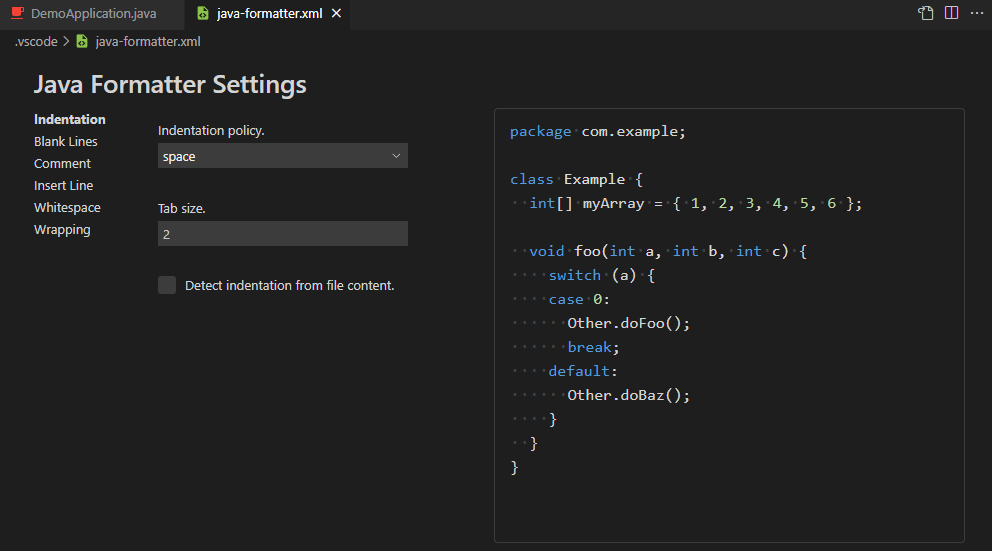 DemoApplication.java
java-formatter.xml
.vscode > java-formatter.xml
Java Formatter Settings
Indentation
Blank Lines
Comment
Insert Line
Whitespace
Wrapping
Indentation policy.
space
Tab size.
2
Detect indentation from file content.
package com.example;
class Example {
  int[] myArray = { 1, 2, 3, 4, 5, 6 };
  void foo(int a, int b, int c) {
    switch (a) {
    case 0:
      Other.doFoo();
      break;
    default:
      Other.doBaz();
    }
  }
}